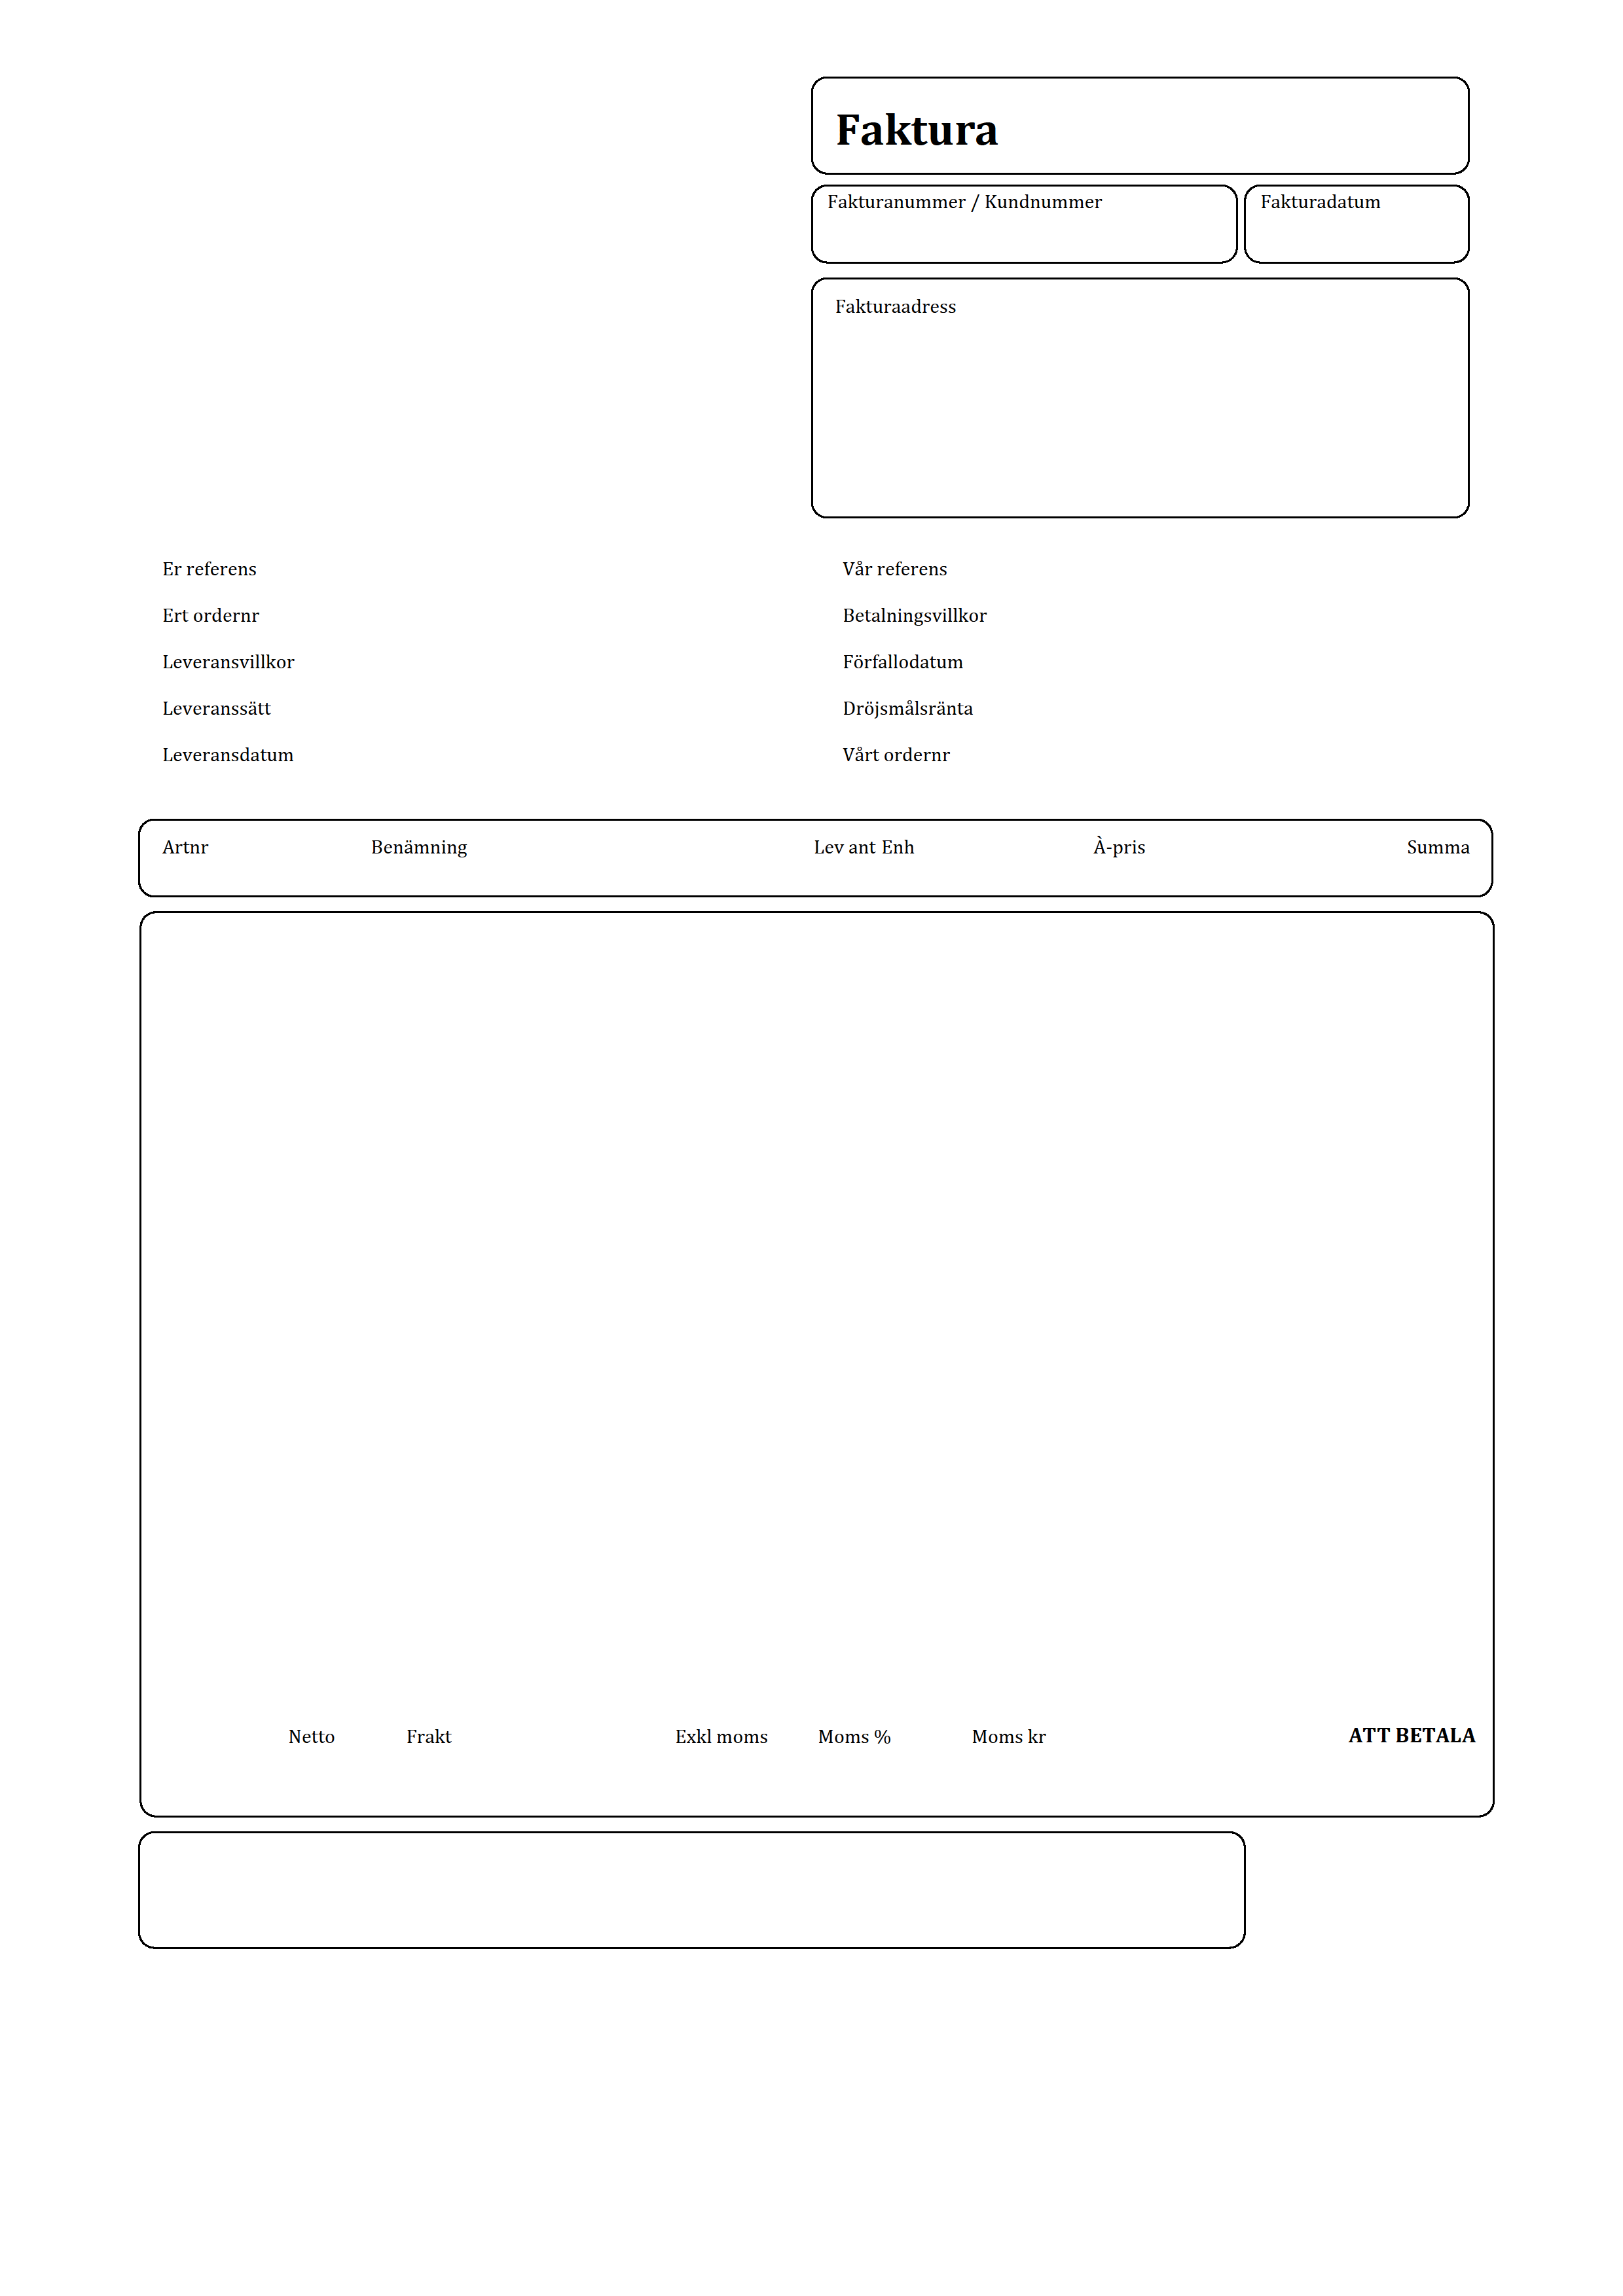 Faktura
Fakturanummer / Kundnummer Fakturadatum
Fakturaadress
Er referens Vår referens
Ert ordernr Betalningsvillkor
Leveransvillkor Förfallodatum
Leveranssätt Dröjsmålsränta
Leveransdatum Vårt ordernr
Artnr Benämning Lev ant Enh À-pris Summa
Netto Frakt Exkl moms Moms % Moms kr ATT BETALA